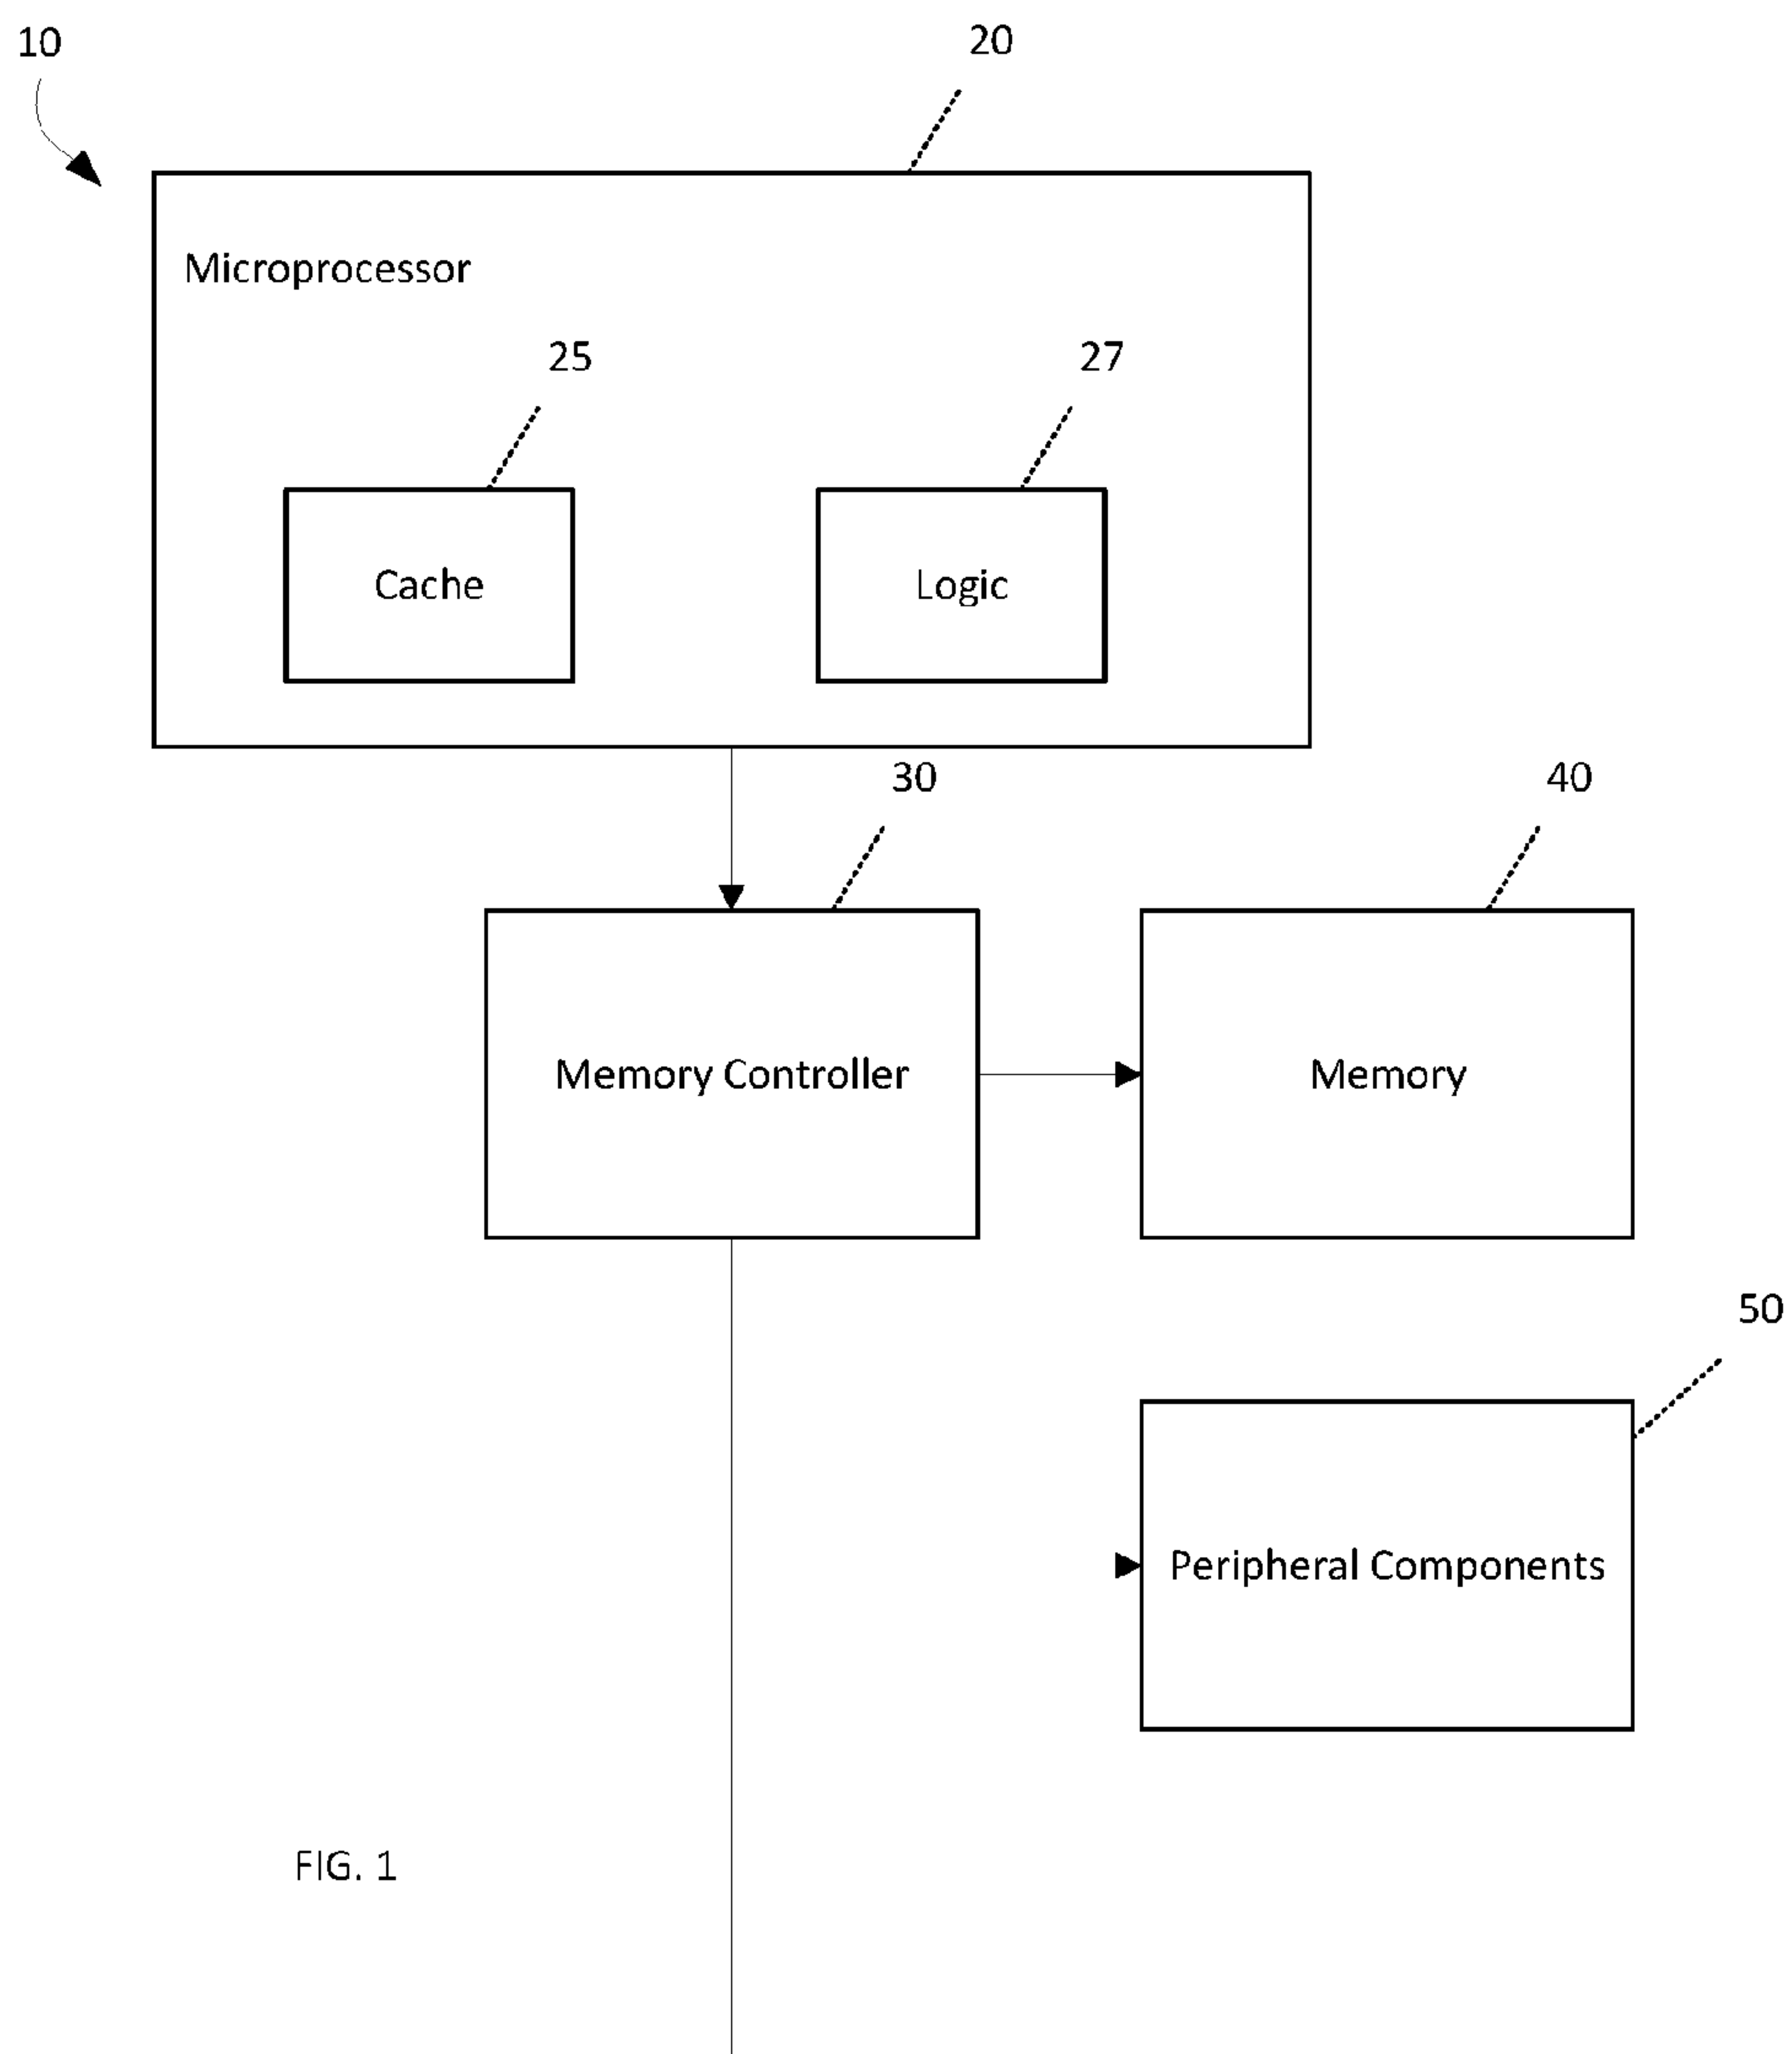 10
20
Microprocessor
25
27
Cache
Logic
30
40
Memory Controller
Memory
50
Peripheral Components
FIG. 1